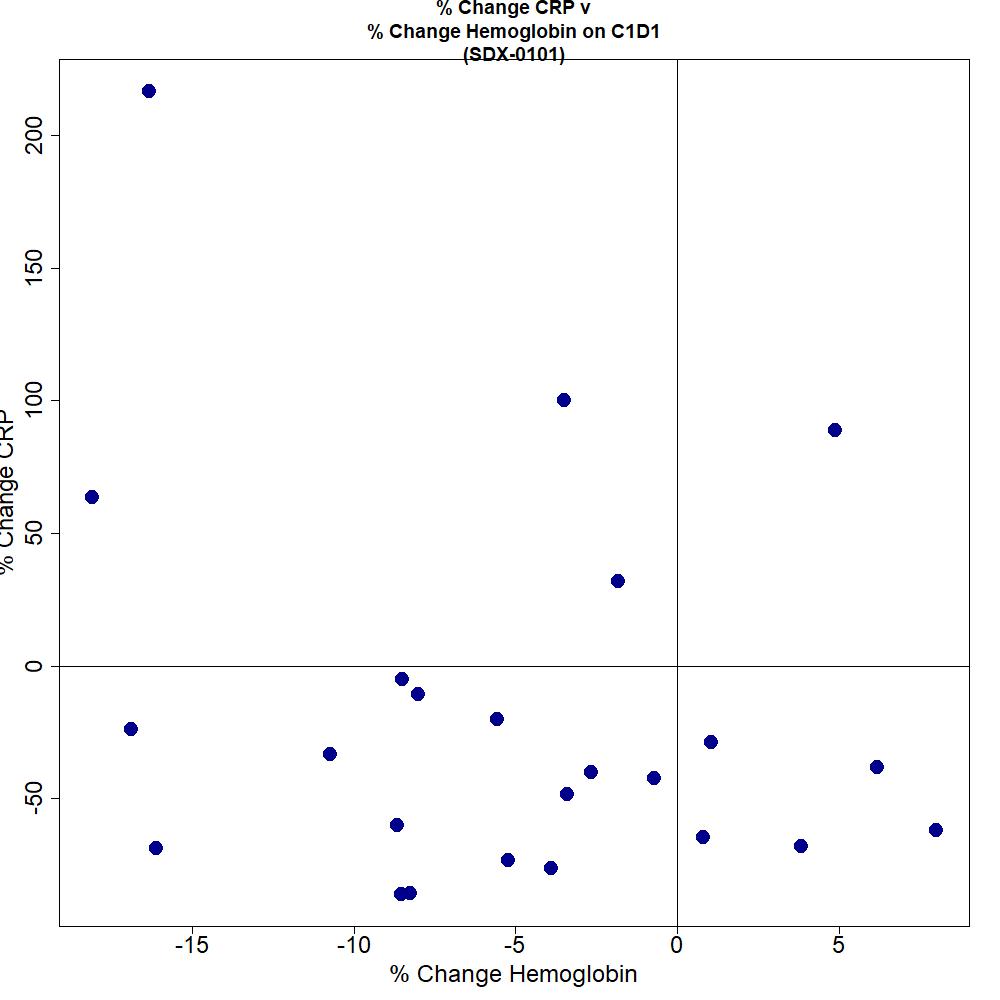 % Change CRP v
% Change Hemoglobin on C1D1
(SDX-0101)
200
150
100
50
0
-50
% Change CRP
-15
-10
-5
0
5
% Change Hemoglobin